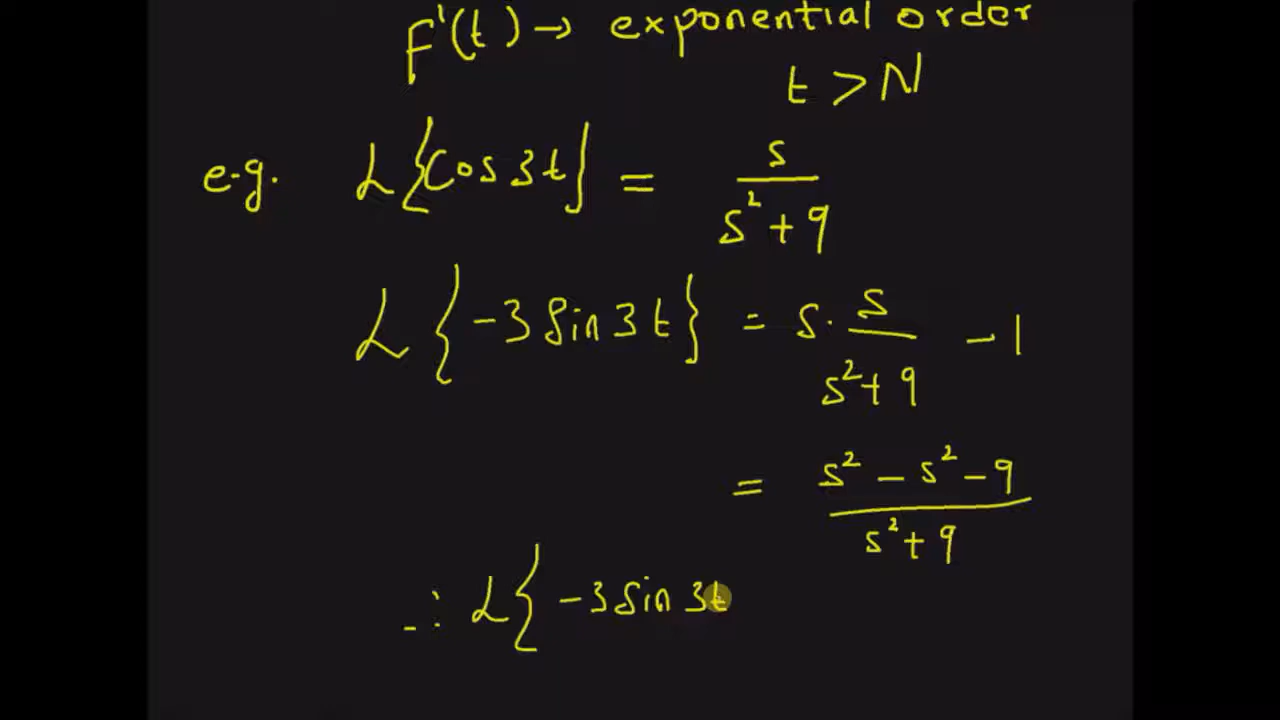 F'(t) → exponential order
t > N
e.g. ℒ{Cos 3t} = s / (s² + 9)
ℒ{-3 Sin 3t} = s · s / (s² + 9) - 1
= (s² - s² - 9) / (s² + 9)
∴ ℒ{-3 Sin 3t